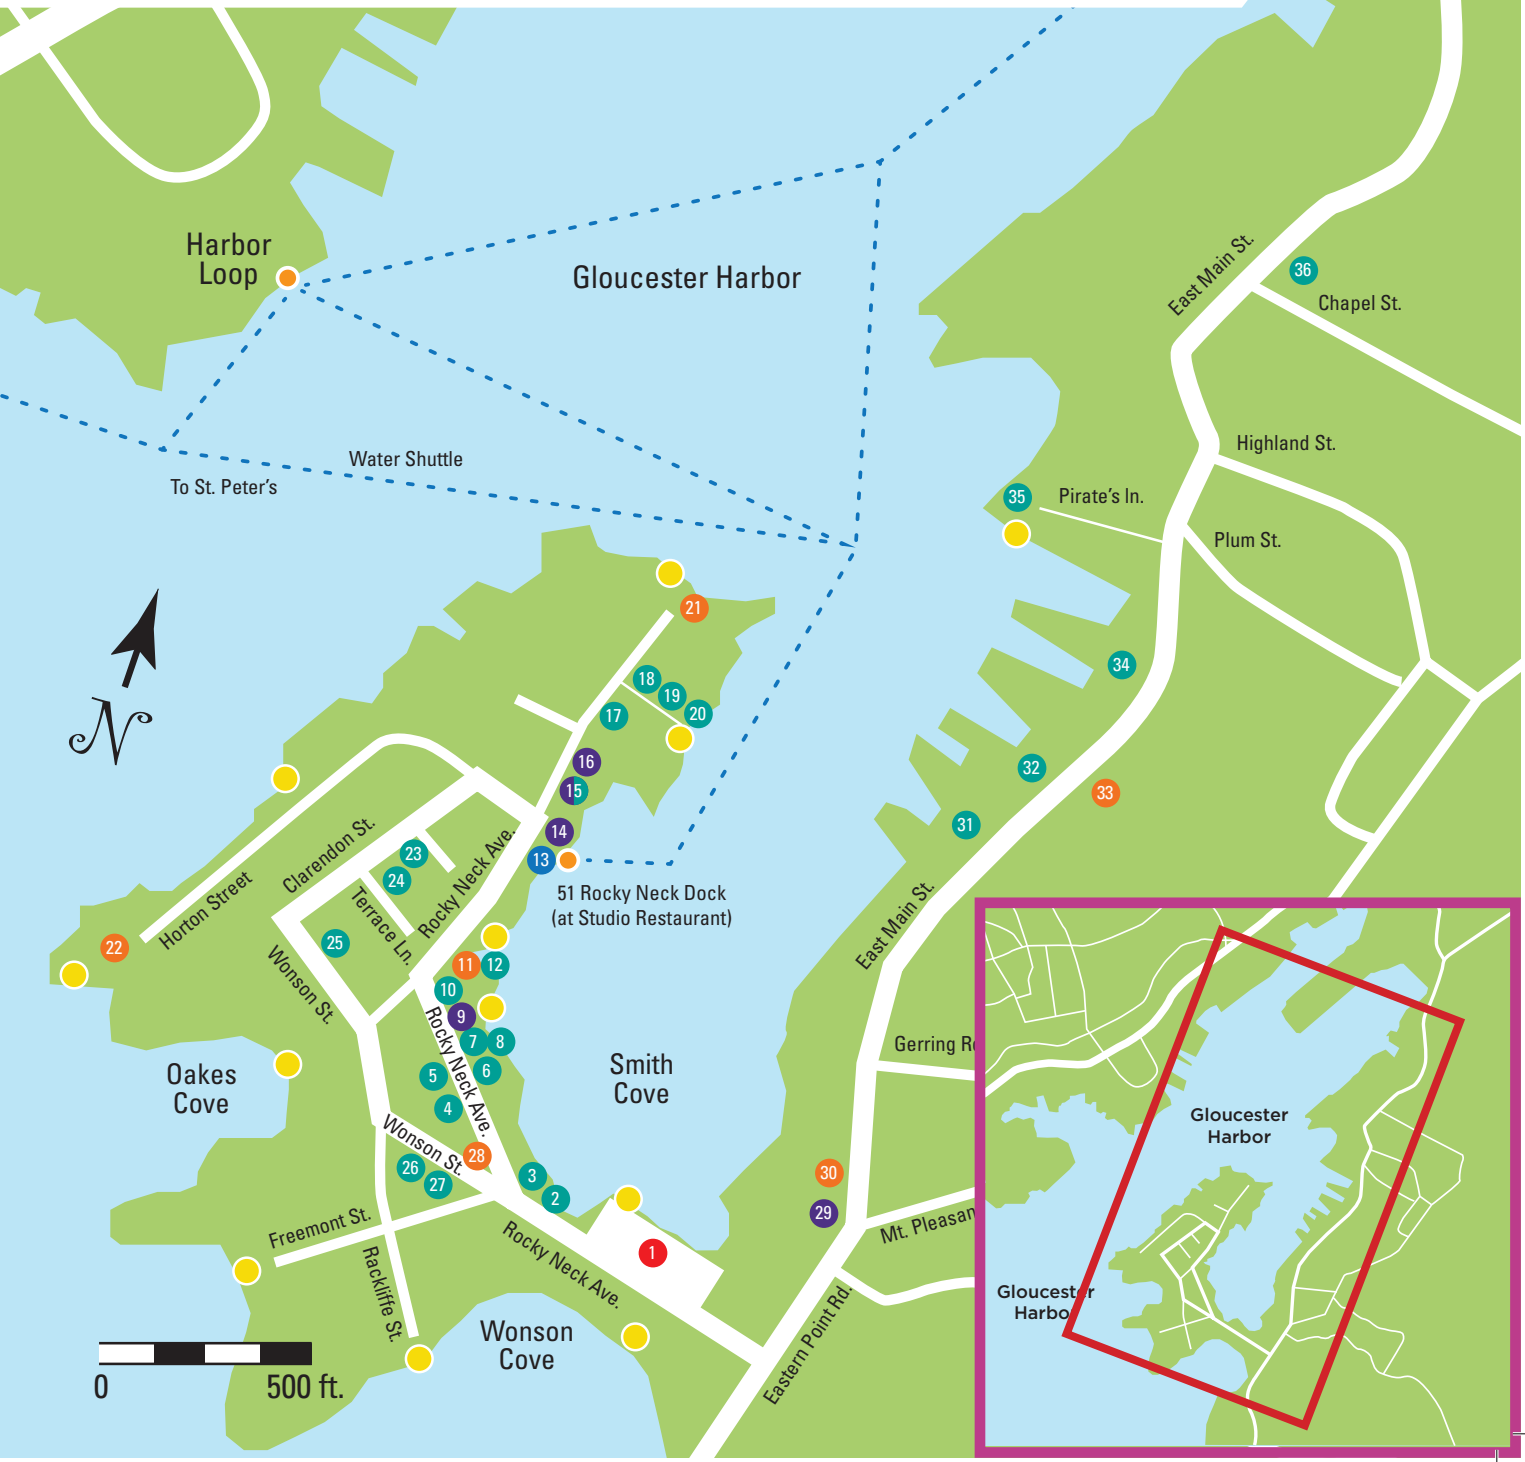 Harbor
Loop
Gloucester Harbor
East Main St.
36
Chapel St.
Highland St.
Water Shuttle
To St. Peter's
35
Pirate's ln.
Plum St.
21
34
18
19
20
17
16
15
32
33
31
14
13
51 Rocky Neck Dock
(at Studio Restaurant)
N
Clarendon St.
23
24
Rocky Neck Ave.
Terrace Ln.
Horton Street
22
25
Wonson St.
East Main St.
11
12
10
9
7
8
6
5
4
Rocky Neck Ave.
Gerring R
Oakes
Cove
Smith
Cove
Wonson St.
28
26
27
3
2
30
29
Mt. Pleasan
Freemont St.
Rackliffe St.
Rocky Neck Ave.
1
Eastern Point Rd.
Wonson
Cove
0
500 ft.
Gloucester
Harbor
Gloucester
Harbo